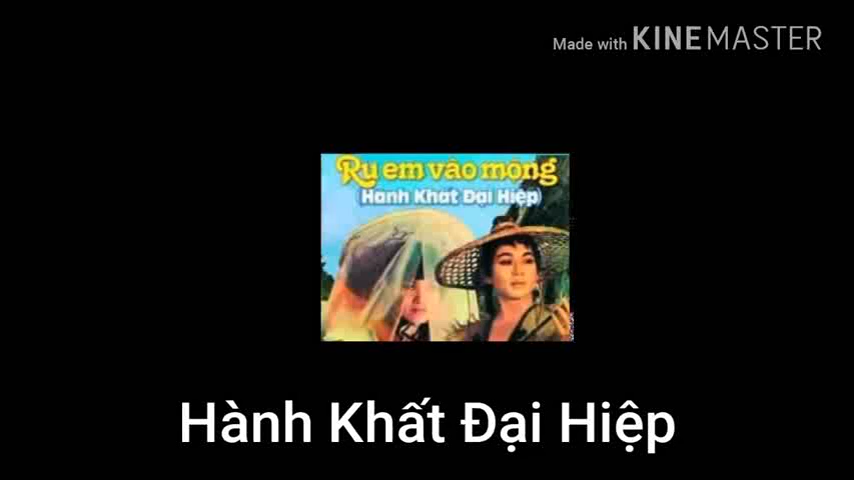 Made with KINEMASTER
Ru em vào mộng
(Hành Khất Đại Hiệp)
Hành Khất Đại Hiệp